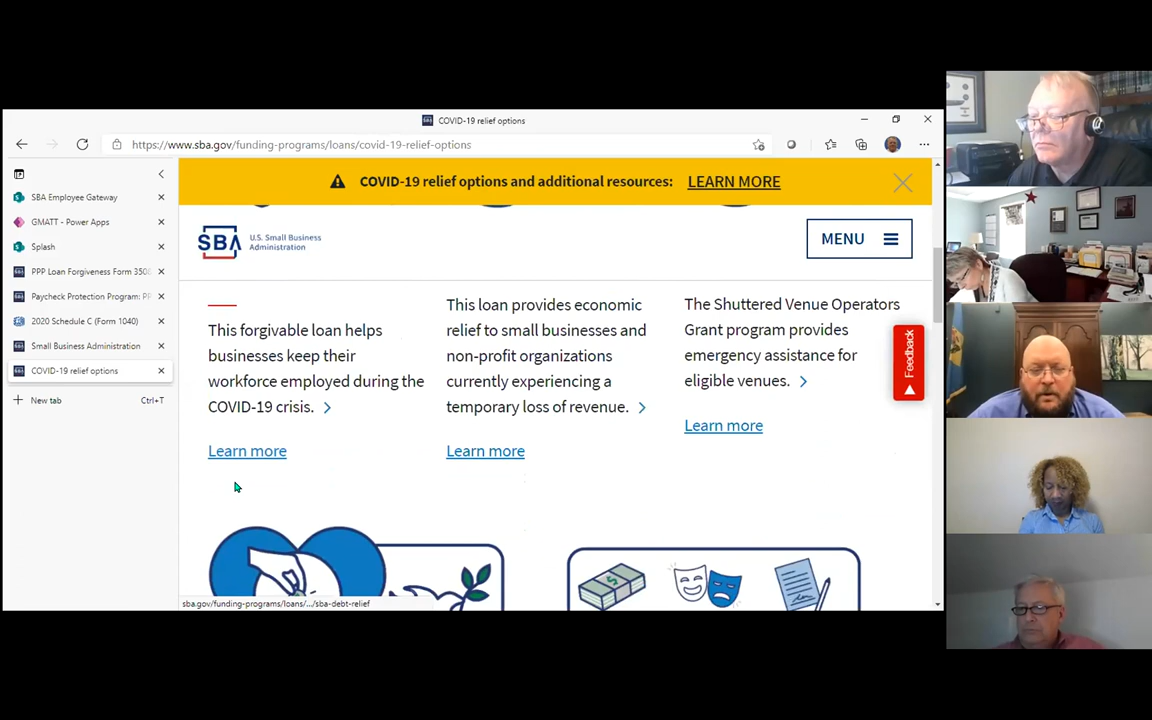 COVID-19 relief options
https://www.sba.gov/funding-programs/loans/covid-19-relief-options
SBA Employee Gateway
GMATT - Power Apps
Splash
PPP Loan Forgiveness Form 3508
Paycheck Protection Program: PP
2020 Schedule C (Form 1040)
Small Business Administration
COVID-19 relief options
New tab
Ctrl+T
COVID-19 relief options and additional resources: LEARN MORE
SBA
U.S. Small Business
Administration
MENU
This forgivable loan helps
businesses keep their
workforce employed during the
COVID-19 crisis.
Learn more
This loan provides economic
relief to small businesses and
non-profit organizations
currently experiencing a
temporary loss of revenue.
Learn more
The Shuttered Venue Operators
Grant program provides
emergency assistance for
eligible venues.
Learn more
Feedback
sba.gov/funding-programs/loans/.../sba-debt-relief